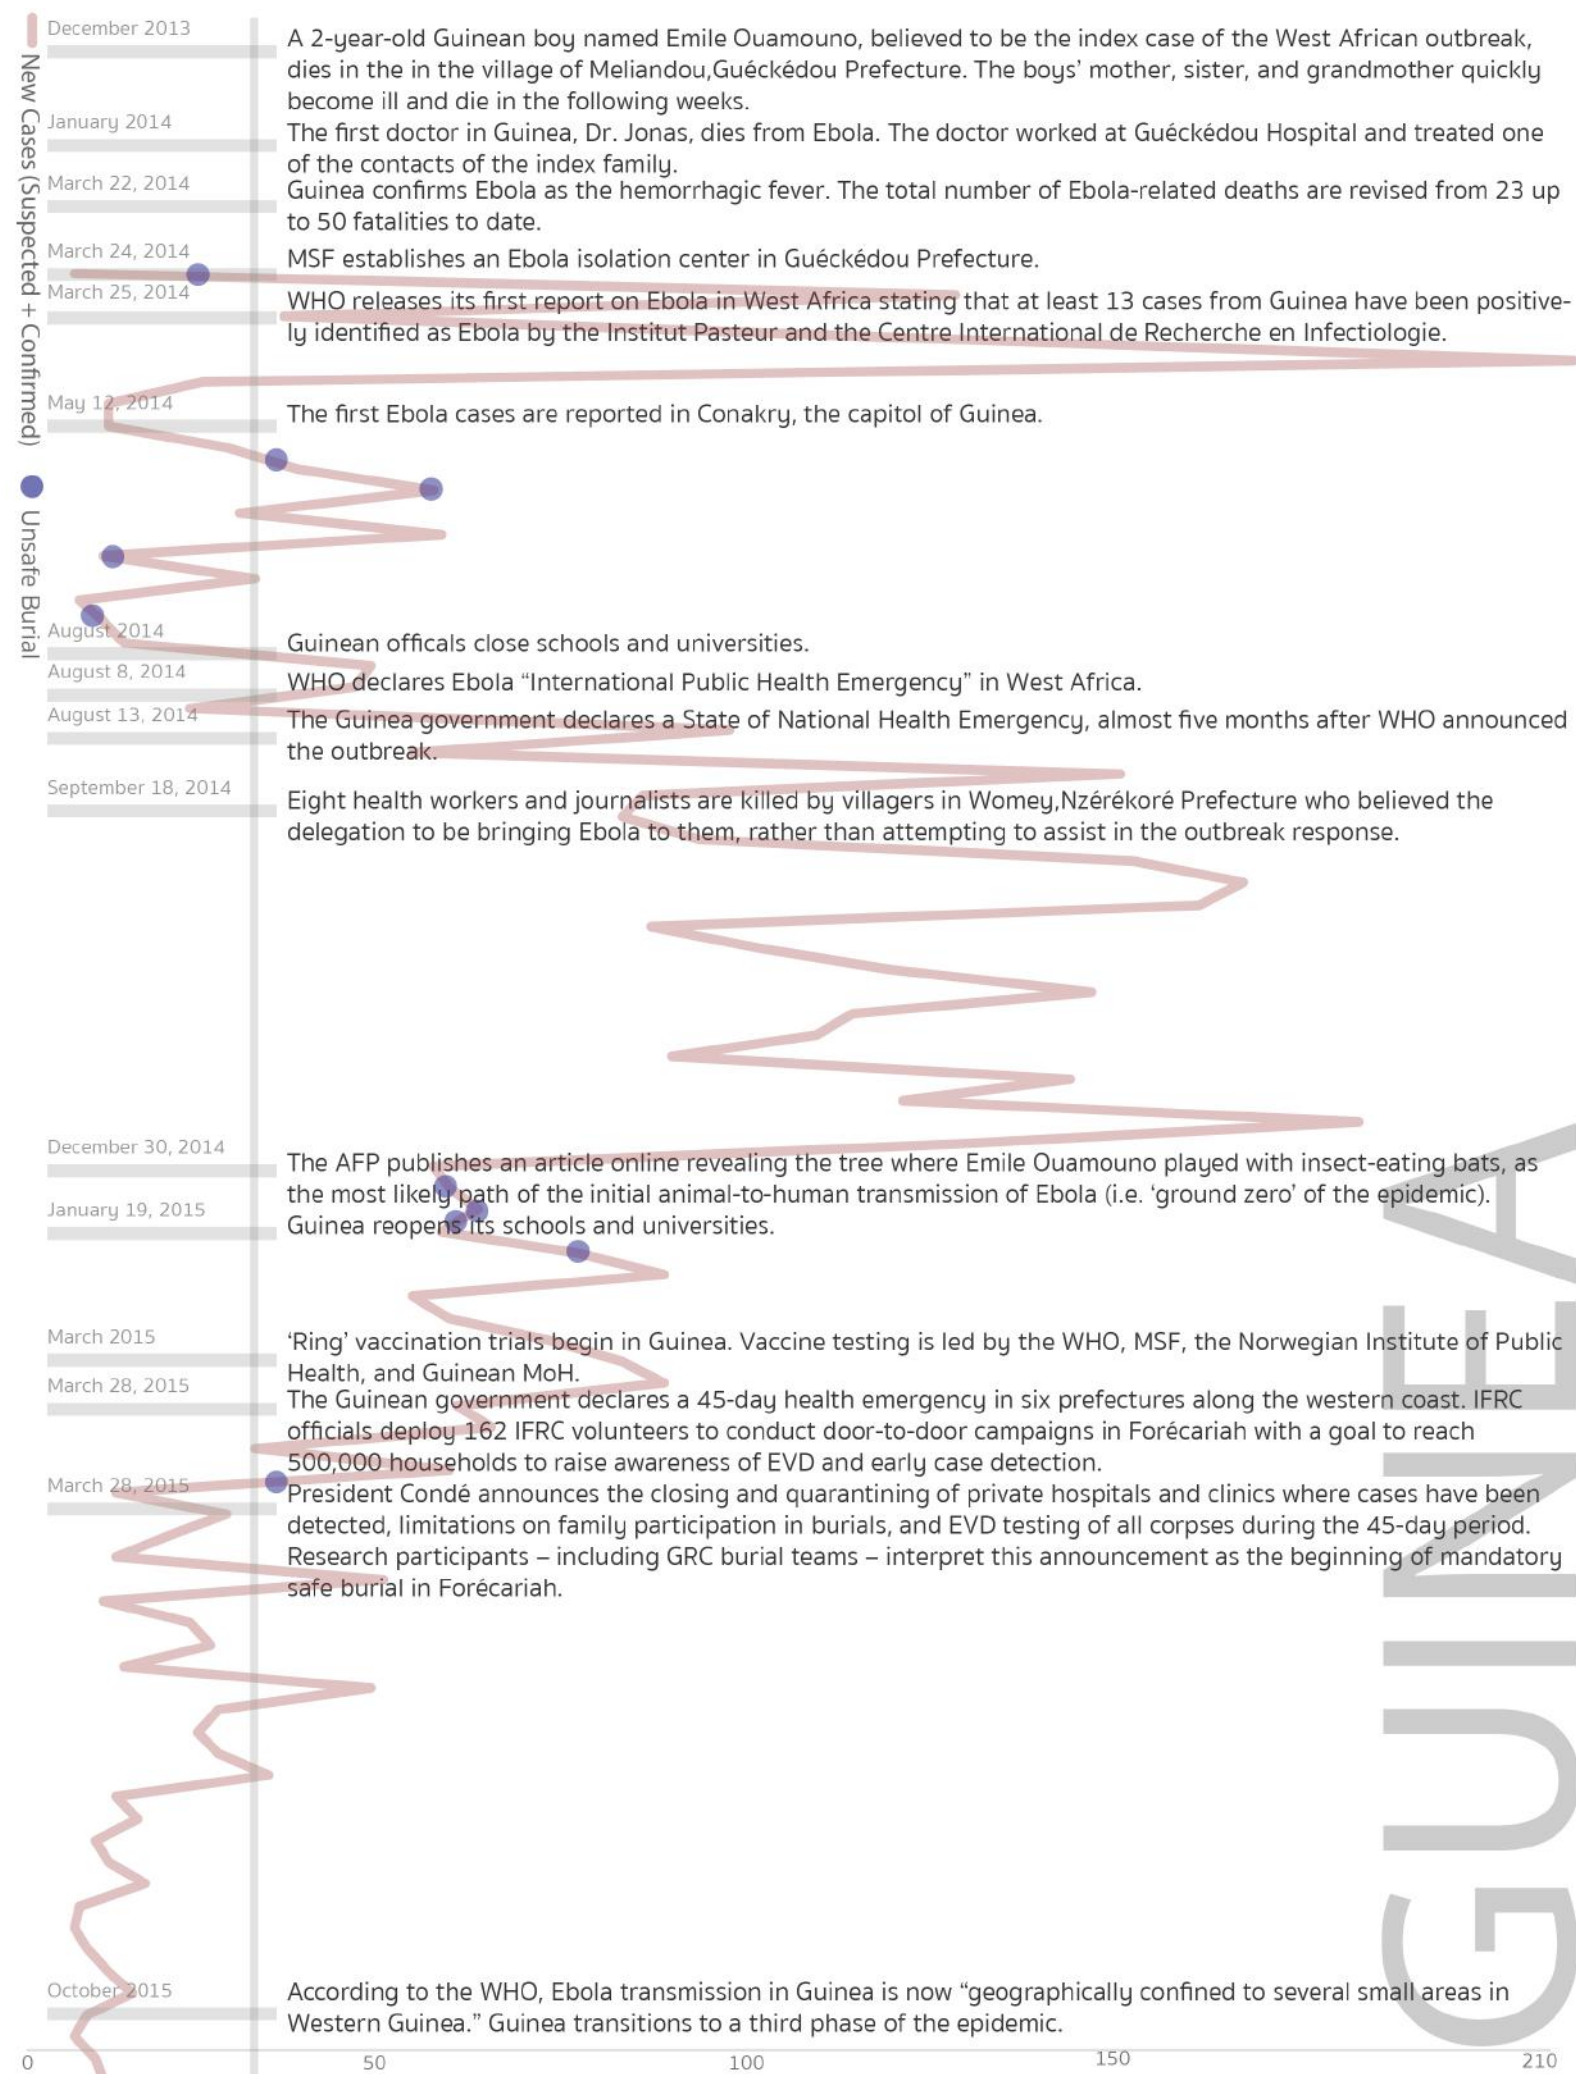 December 2013
A 2-year-old Guinean boy named Emile Ouamouno, believed to be the index case of the West African outbreak,
dies in the in the village of Meliandou,Guéckédou Prefecture. The boys' mother, sister, and grandmother quickly
become ill and die in the following weeks.
January 2014
The first doctor in Guinea, Dr. Jonas, dies from Ebola. The doctor worked at Guéckédou Hospital and treated one
of the contacts of the index family.
March 22, 2014
Guinea confirms Ebola as the hemorrhagic fever. The total number of Ebola-related deaths are revised from 23 up
to 50 fatalities to date.
March 24, 2014
MSF establishes an Ebola isolation center in Guéckédou Prefecture.
March 25, 2014
WHO releases its first report on Ebola in West Africa stating that at least 13 cases from Guinea have been positive-
ly identified as Ebola by the Institut Pasteur and the Centre International de Recherche en Infectiologie.
May 12, 2014
The first Ebola cases are reported in Conakry, the capitol of Guinea.
New Cases (Suspected + Confirmed)
Unsafe Burial
August 2014
Guinean officals close schools and universities.
August 8, 2014
WHO declares Ebola “International Public Health Emergency” in West Africa.
August 13, 2014
The Guinea government declares a State of National Health Emergency, almost five months after WHO announced
the outbreak.
September 18, 2014
Eight health workers and journalists are killed by villagers in Womey,Nzérékoré Prefecture who believed the
delegation to be bringing Ebola to them, rather than attempting to assist in the outbreak response.
December 30, 2014
The AFP publishes an article online revealing the tree where Emile Ouamouno played with insect-eating bats, as
the most likely path of the initial animal-to-human transmission of Ebola (i.e. ‘ground zero’ of the epidemic).
January 19, 2015
Guinea reopens its schools and universities.
March 2015
‘Ring’ vaccination trials begin in Guinea. Vaccine testing is led by the WHO, MSF, the Norwegian Institute of Public
Health, and Guinean MoH.
March 28, 2015
The Guinean government declares a 45-day health emergency in six prefectures along the western coast. IFRC
officials deploy 162 IFRC volunteers to conduct door-to-door campaigns in Forécariah with a goal to reach
500,000 households to raise awareness of EVD and early case detection.
March 28, 2015
President Condé announces the closing and quarantining of private hospitals and clinics where cases have been
detected, limitations on family participation in burials, and EVD testing of all corpses during the 45-day period.
Research participants – including GRC burial teams – interpret this announcement as the beginning of mandatory
safe burial in Forécariah.
October 2015
According to the WHO, Ebola transmission in Guinea is now “geographically confined to several small areas in
Western Guinea.” Guinea transitions to a third phase of the epidemic.
GUINEA
0 50 100 150 210